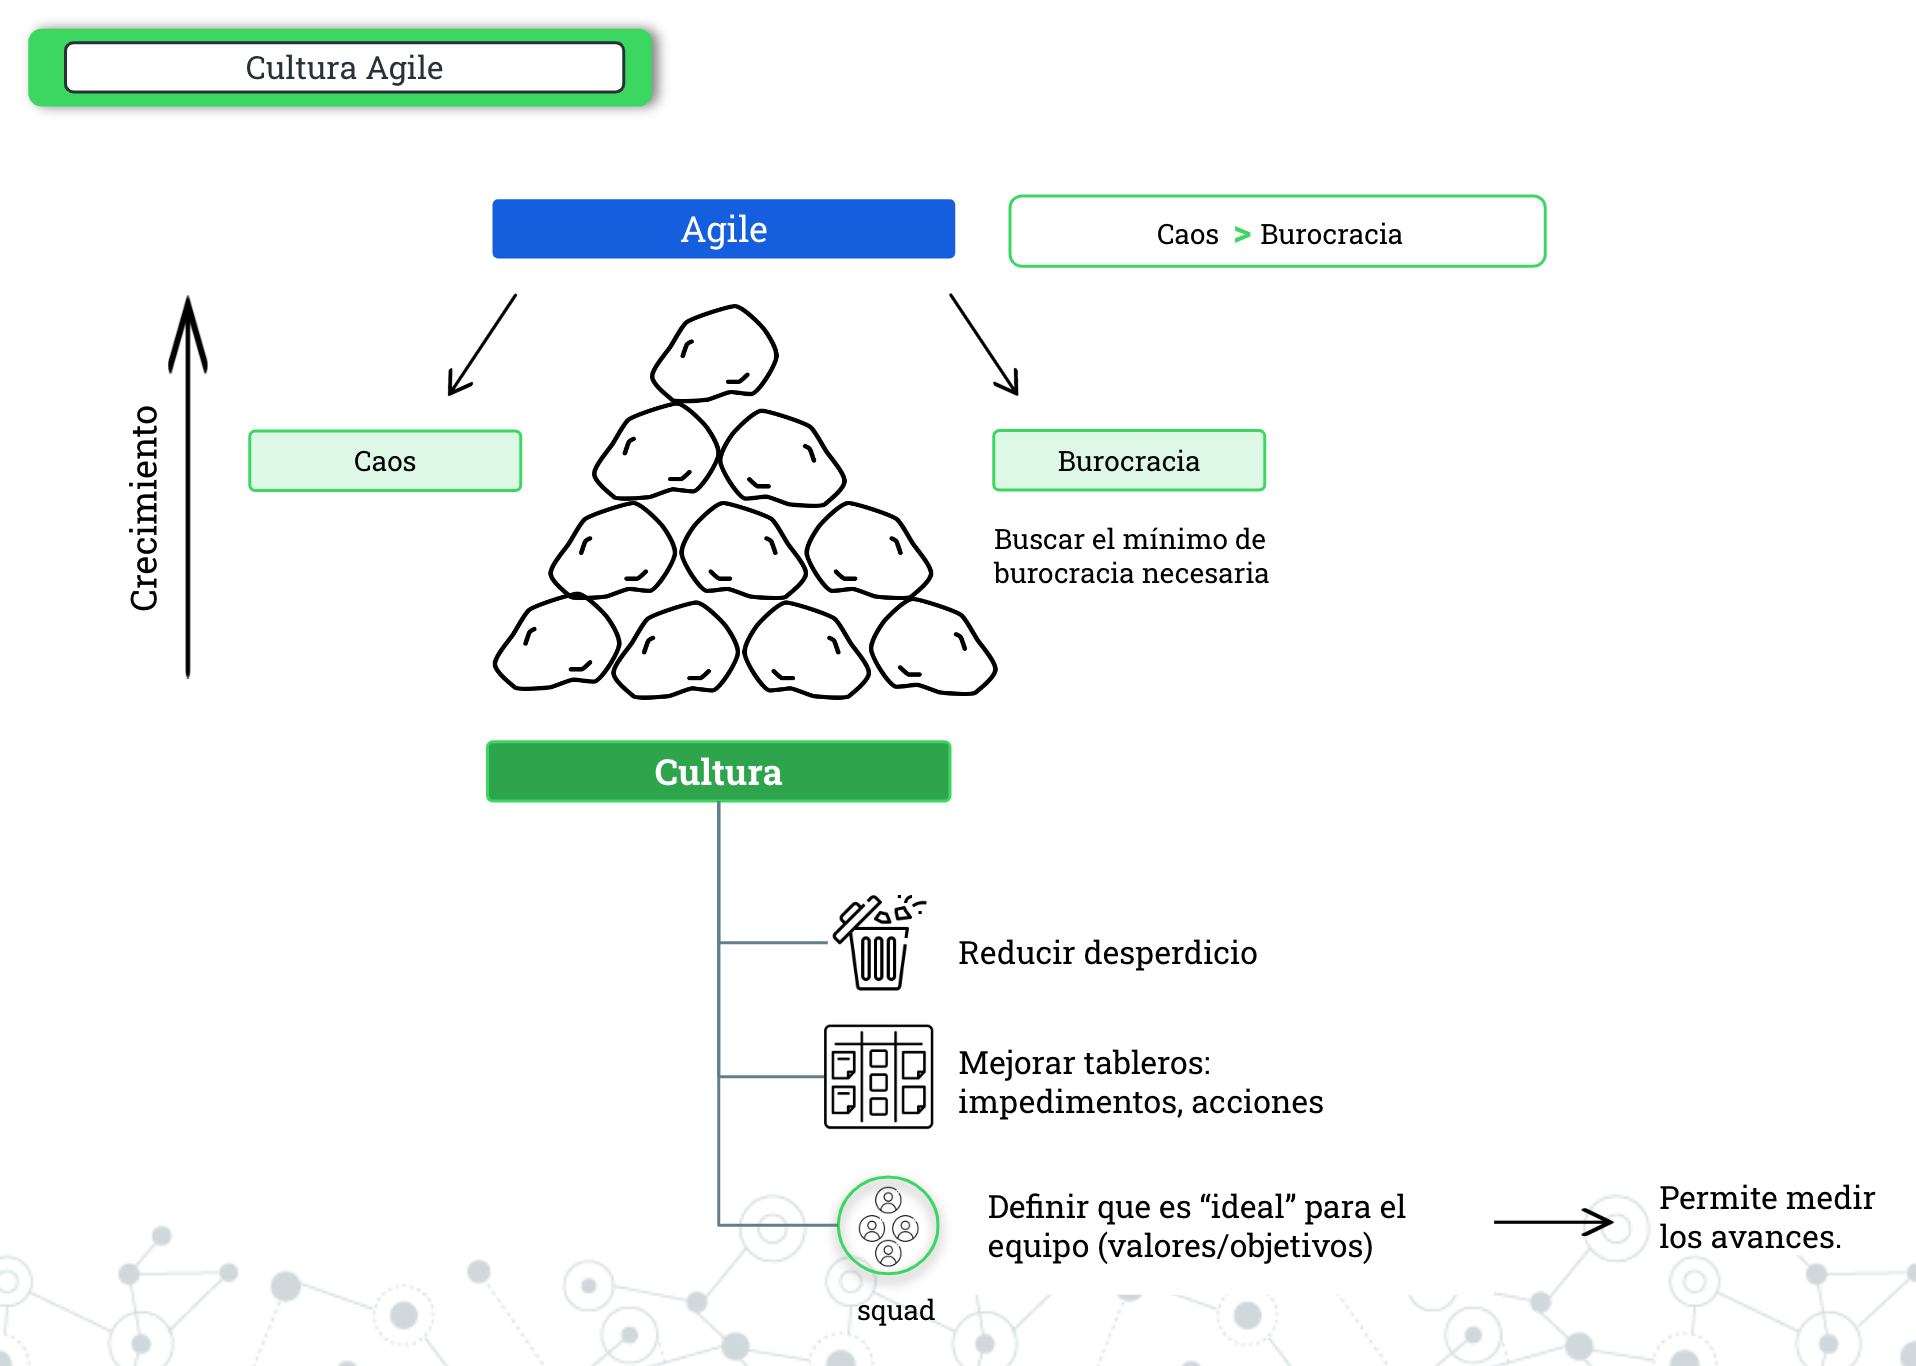 Cultura Agile
Agile
Caos > Burocracia
Crecimiento
Caos
Burocracia
Buscar el mínimo de
burocracia necesaria
Cultura
Reducir desperdicio
Mejorar tableros:
impedimentos, acciones
Definir que es “ideal” para el
equipo (valores/objetivos)
Permite medir
los avances.
squad